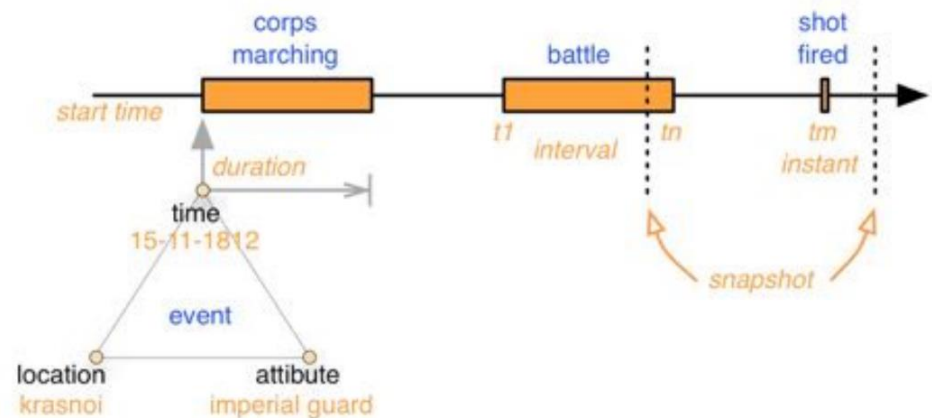 corps
marching
battle
shot
fired
start time
t1
interval
tn
tm
instant
duration
time
15-11-1812
snapshot
event
location
attibute
krasnoi
imperial guard